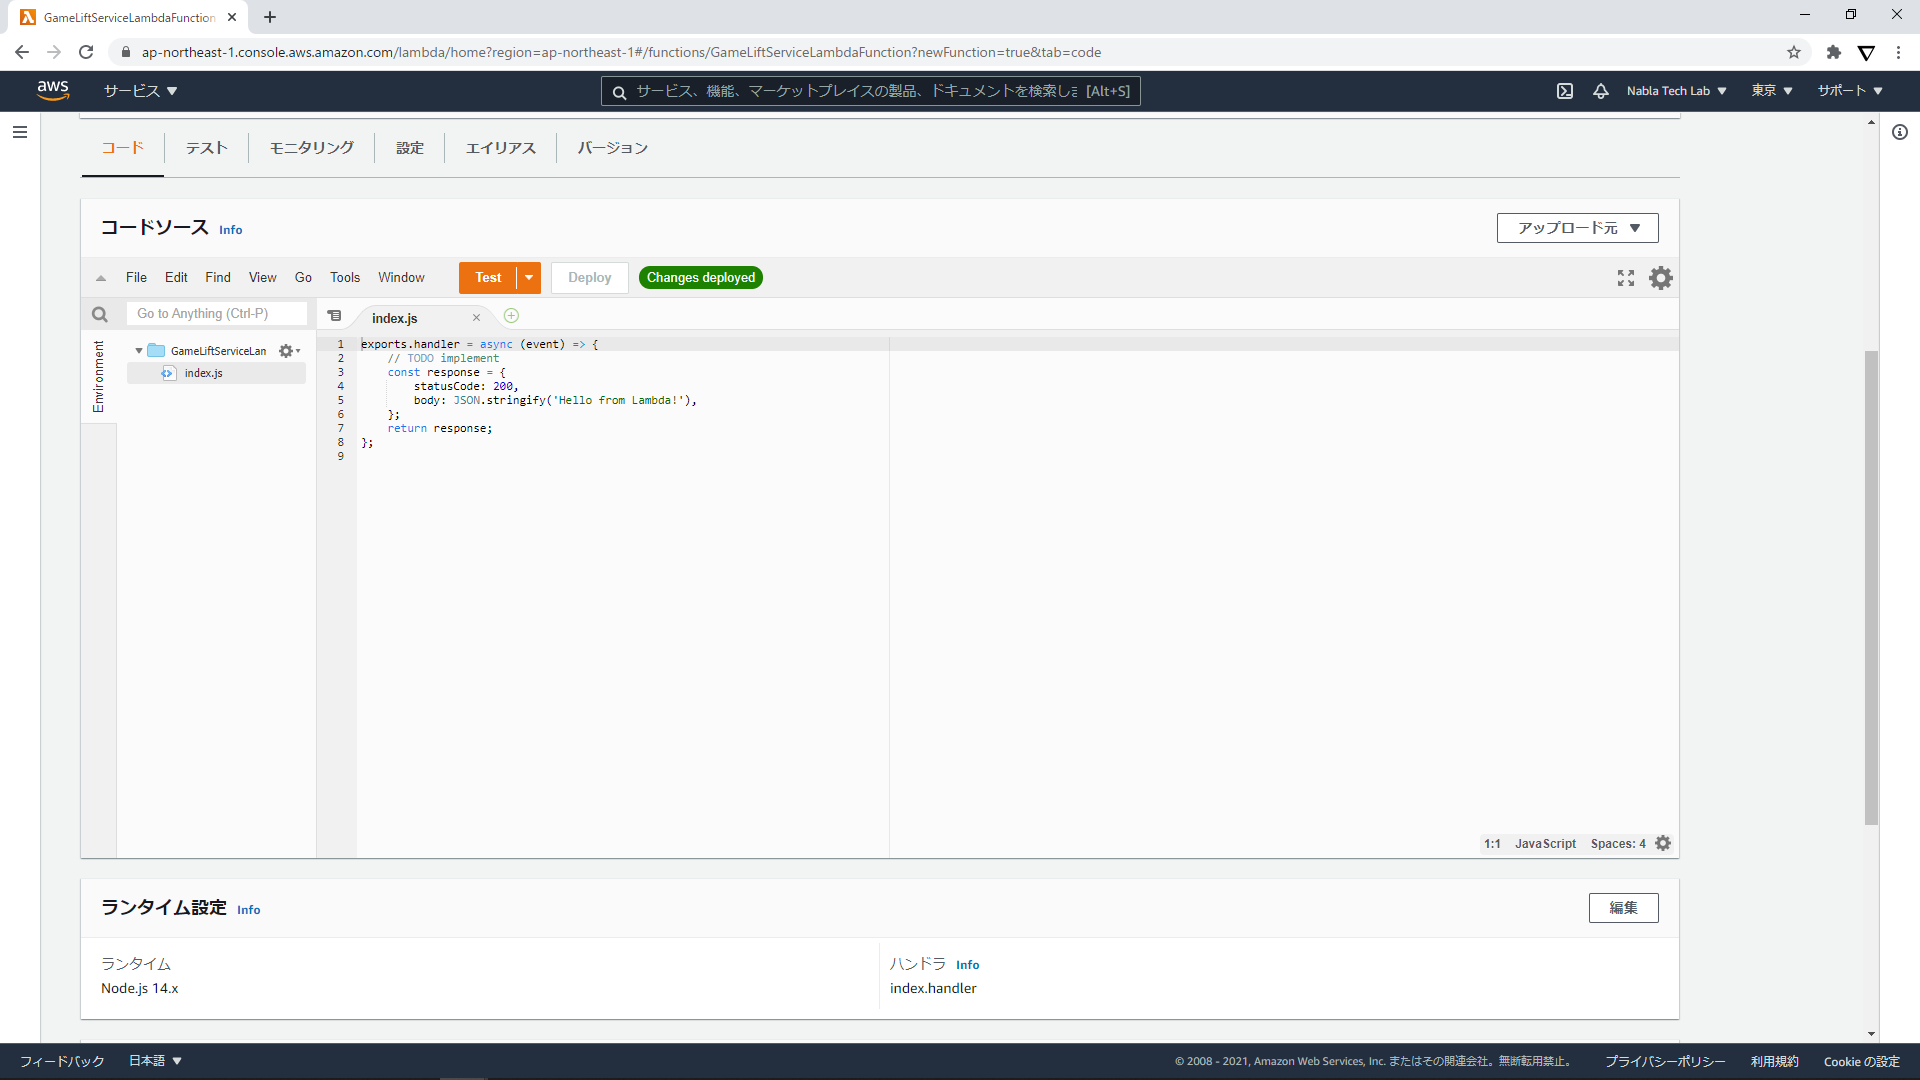 GameLiftServiceLambdaFunction
ap-northeast-1.console.aws.amazon.com/lambda/home?region=ap-northeast-1#/functions/GameLiftServiceLambdaFunction?newFunction=true&tab=code
aws サービス ▼ サービス、機能、マーケットプレイスの製品、ドキュメントを検索しま [Alt+S] Nabla Tech Lab ▼ 東京 ▼ サポート ▼
コード テスト モニタリング 設定 エイリアス バージョン
コードソース Info アップロード元 ▼
File Edit Find View Go Tools Window Test Deploy Changes deployed
Go to Anything (Ctrl-P) index.js
Environment
GameLiftServiceLam
index.js
1 exports.handler = async (event) => {
2     // TODO implement
3     const response = {
4         statusCode: 200,
5         body: JSON.stringify('Hello from Lambda!'),
6     };
7     return response;
8 };
9
1:1 JavaScript Spaces: 4
ランタイム設定 Info 編集
ランタイム ハンドラ Info
Node.js 14.x index.handler
フィードバック 日本語 ▼ © 2008 - 2021, Amazon Web Services, Inc. またはその関連会社。無断転用禁止。 プライバシーポリシー 利用規約 Cookie の設定